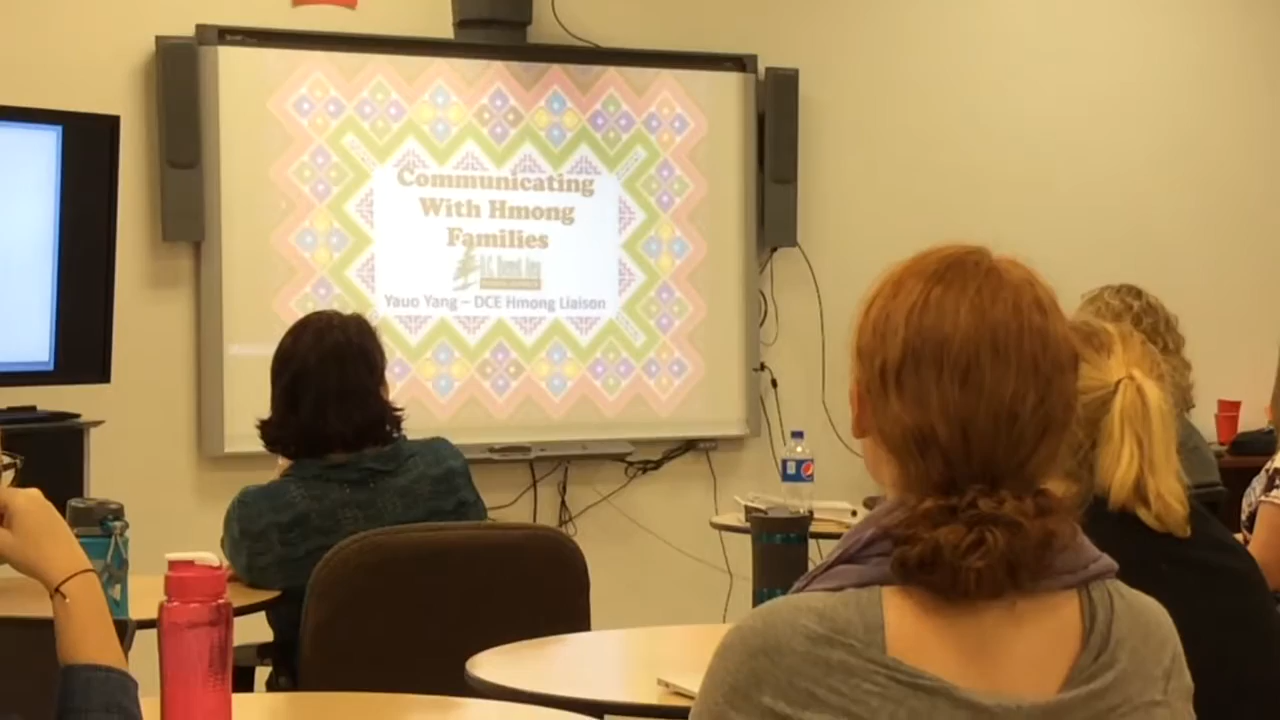 Communicating
With Hmong
Families
Yauo Yang – DCE Hmong Liaison